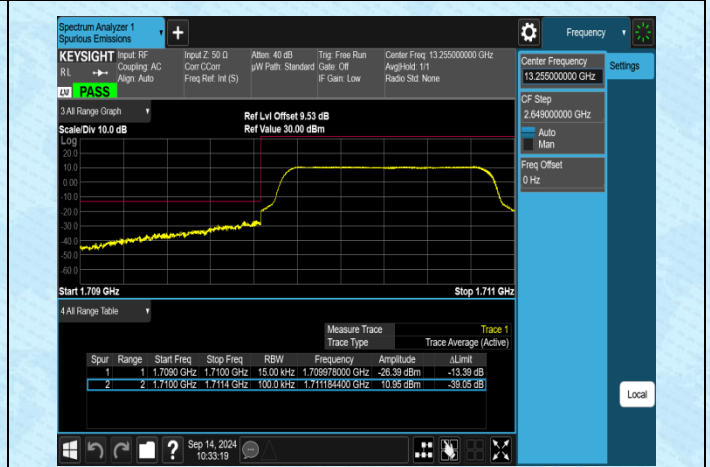 Spectrum Analyzer 1
Spurious Emissions
+
Frequency
KEYSIGHT
R L
LXI PASS
Input: RF
Coupling: AC
Align: Auto
Input Z: 50 Ω
Corr CCorr
Freq Ref: Int (S)
Atten: 40 dB
µW Path: Standard
Trig: Free Run
Gate: Off
IF Gain: Low
Center Freq: 13.255000000 GHz
Avg|Hold: 1/1
Radio Std: None
Center Frequency
13.255000000 GHz
Settings
CF Step
2.649000000 GHz
Auto
Man
Freq Offset
0 Hz
3 All Range Graph
Scale/Div 10.0 dB
Ref Lvl Offset 9.53 dB
Ref Value 30.00 dBm
Log
20.0
10.0
0.00
-10.0
-20.0
-30.0
-40.0
-50.0
-60.0
Start 1.709 GHz
Stop 1.711 GHz
4 All Range Table
Measure Trace Trace 1
Trace Type Trace Average (Active)
Spur Range Start Freq Stop Freq RBW Frequency Amplitude ∆Limit
1 1 1.7090 GHz 1.7100 GHz 15.00 kHz 1.709978000 GHz -26.39 dBm -13.39 dB
2 2 1.7100 GHz 1.7114 GHz 100.0 kHz 1.711184400 GHz 10.95 dBm -39.05 dB
Local
?
Sep 14, 2024
10:33:19